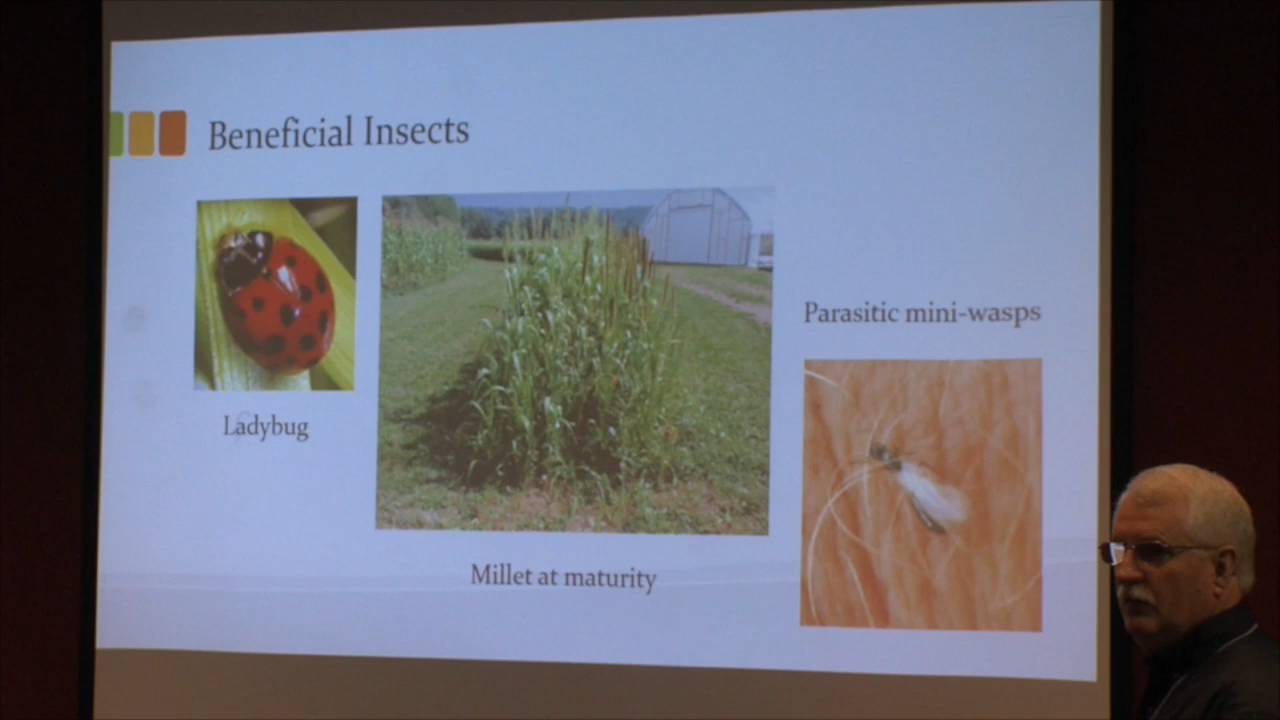 Beneficial Insects
Parasitic mini-wasps
Ladybug
Millet at maturity